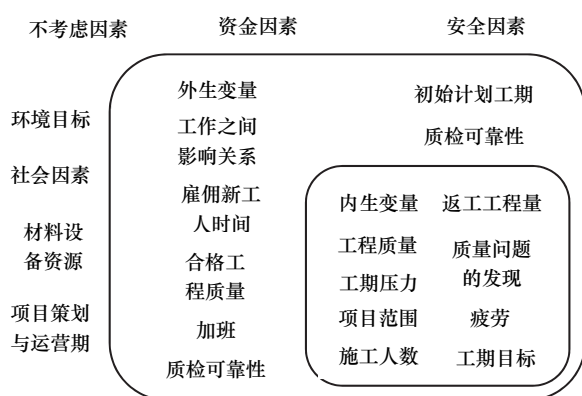 不考虑因素
资金因素
安全因素
环境目标
社会因素
材料设
备资源
项目策划
与运营期
外生变量
工作之间
影响关系
雇佣新工
人时间
合格工
程质量
加班
质检可靠性
初始计划工期
质检可靠性
内生变量
工程质量
工期压力
项目范围
施工人数
返工工程量
质量问题
的发现
疲劳
工期目标